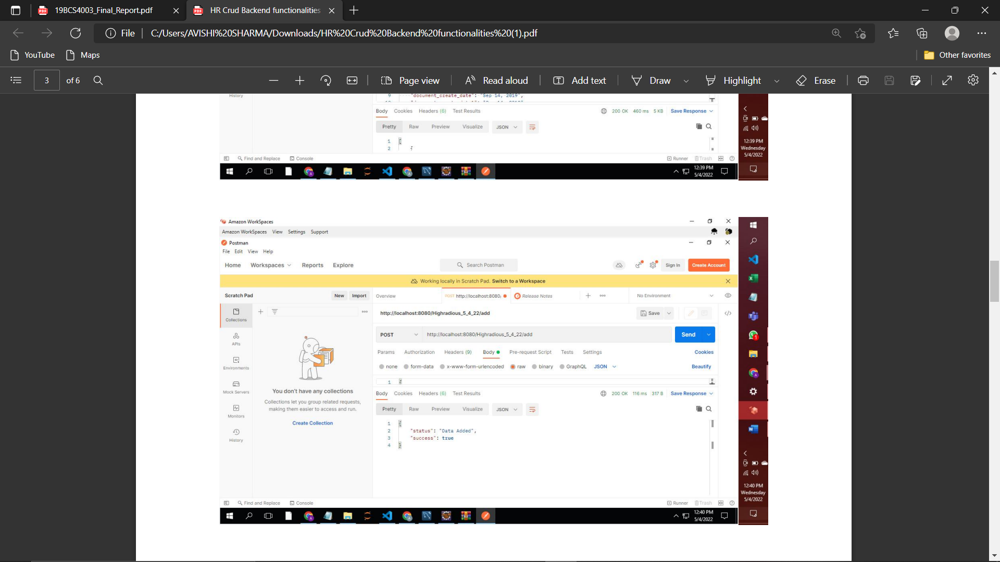 19BCS4003_Final_Report.pdf
HR Crud Backend functionalities
File
C:/Users/AVISHI%20SHARMA/Downloads/HR%20Crud%20Backend%20functionalities%20(1).pdf
YouTube
Maps
Other favorites
3
of 6
Page view
Read aloud
Add text
Draw
Highlight
Erase
History
9
"document_create_date": "Sep 14, 2019",
Body
Cookies
Headers (6)
Test Results
200 OK
460 ms
5 KB
Save Response
Pretty
Raw
Preview
Visualize
JSON
1 [
2 {
Find and Replace
Console
Runner
Trash
12:39 PM
5/4/2022
12:39 PM
Wednesday
5/4/2022
Amazon WorkSpaces
Amazon WorkSpaces
View
Settings
Support
Postman
File
Edit
View
Help
Home
Workspaces
Reports
Explore
Search Postman
Sign In
Create Account
Working locally in Scratch Pad. Switch to a Workspace
Scratch Pad
New
Import
Overview
POST http://localhost:8080/
Release Notes
No Environment
Collections
APIs
Environments
Mock Servers
Monitors
History
You don't have any collections
Collections let you group related requests,
making them easier to access and run.
Create Collection
http://localhost:8080/Highradious_5_4_22/add
Save
POST
http://localhost:8080/Highradious_5_4_22/add
Send
Params
Authorization
Headers (9)
Body
Pre-request Script
Tests
Settings
Cookies
none
form-data
x-www-form-urlencoded
raw
binary
GraphQL
JSON
Beautify
1 {
Body
Cookies
Headers (6)
Test Results
200 OK
116 ms
317 B
Save Response
Pretty
Raw
Preview
Visualize
JSON
1 {
2 "status": "Data Added",
3 "success": true
4 }
Find and Replace
Console
Runner
Trash
12:40 PM
5/4/2022
1
12:40 PM
Wednesday
5/4/2022